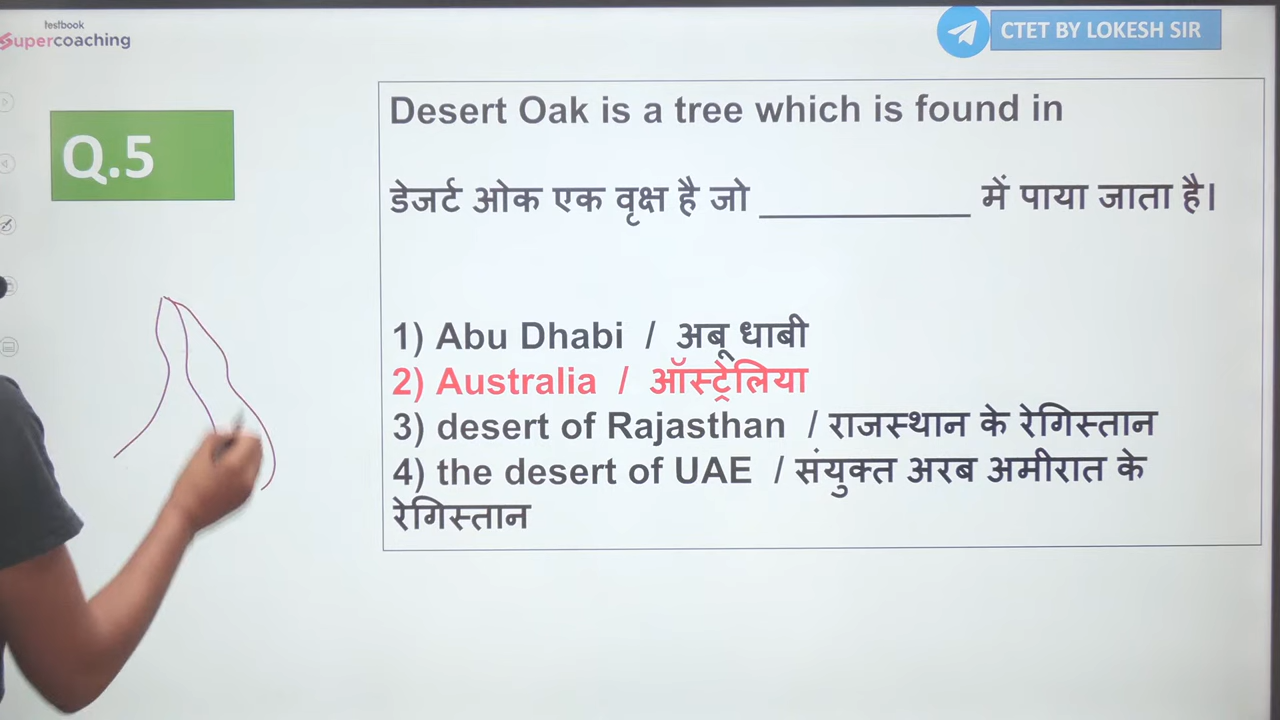 testbook
Supercoaching
CTET BY LOKESH SIR
Q.5
Desert Oak is a tree which is found in
डेजर्ट ओक एक वृक्ष है जो ____________ में पाया जाता है।
1) Abu Dhabi / अबू धाबी
2) Australia / ऑस्ट्रेलिया
3) desert of Rajasthan / राजस्थान के रेगिस्तान
4) the desert of UAE / संयुक्त अरब अमीरात के
रेगिस्तान